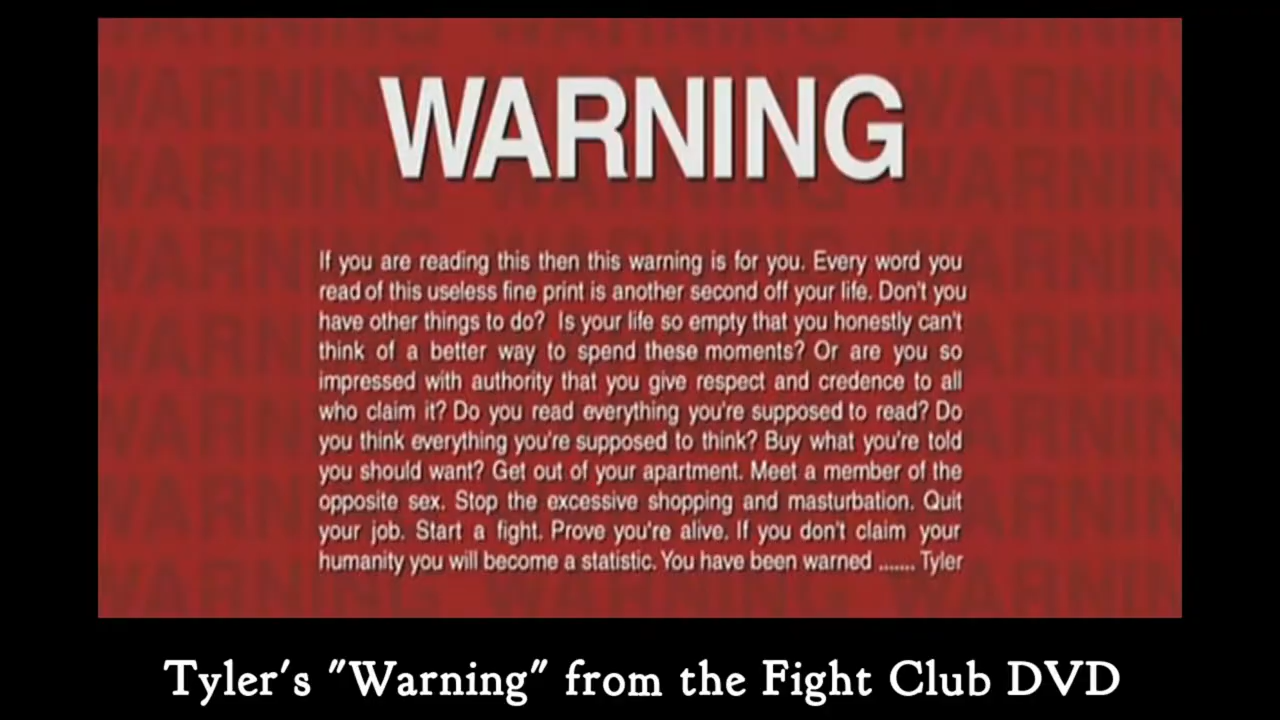 WARNING
If you are reading this then this warning is for you. Every word you
read of this useless fine print is another second off your life. Don't you
have other things to do? Is your life so empty that you honestly can't
think of a better way to spend these moments? Or are you so
impressed with authority that you give respect and credence to all
who claim it? Do you read everything you're supposed to read? Do
you think everything you're supposed to think? Buy what you're told
you should want? Get out of your apartment. Meet a member of the
opposite sex. Stop the excessive shopping and masturbation. Quit
your job. Start a fight. Prove you're alive. If you don't claim your
humanity you will become a statistic. You have been warned ....... Tyler
Tyler's "Warning" from the Fight Club DVD